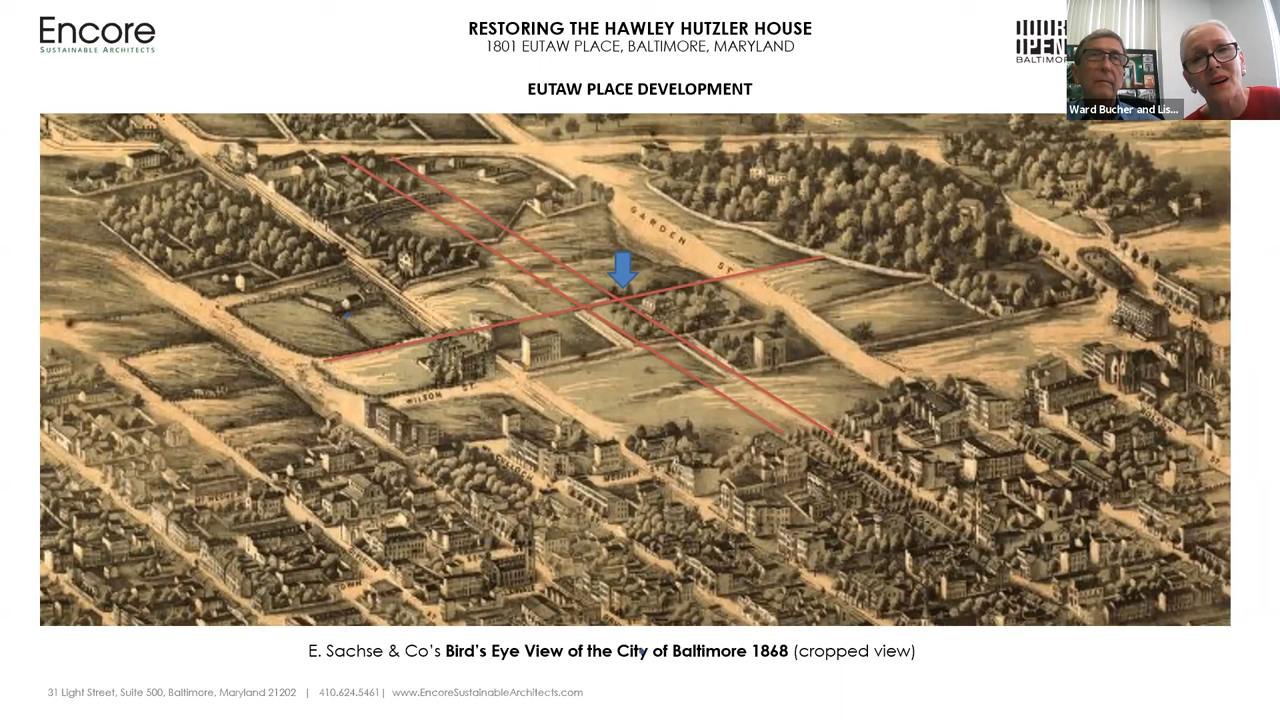 Encore
SUSTAINABLE ARCHITECTS
RESTORING THE HAWLEY HUTZLER HOUSE
1801 EUTAW PLACE, BALTIMORE, MARYLAND
OPEN
Ward Bucher and Lis...
EUTAW PLACE DEVELOPMENT
GARDEN
ST
WILSON
E. Sachse & Co's Bird's Eye View of the City of Baltimore 1868 (cropped view)
31 Light Street, Suite 500, Baltimore, Maryland 21202 | 410.624.5461| www.EncoreSustainableArchitects.com